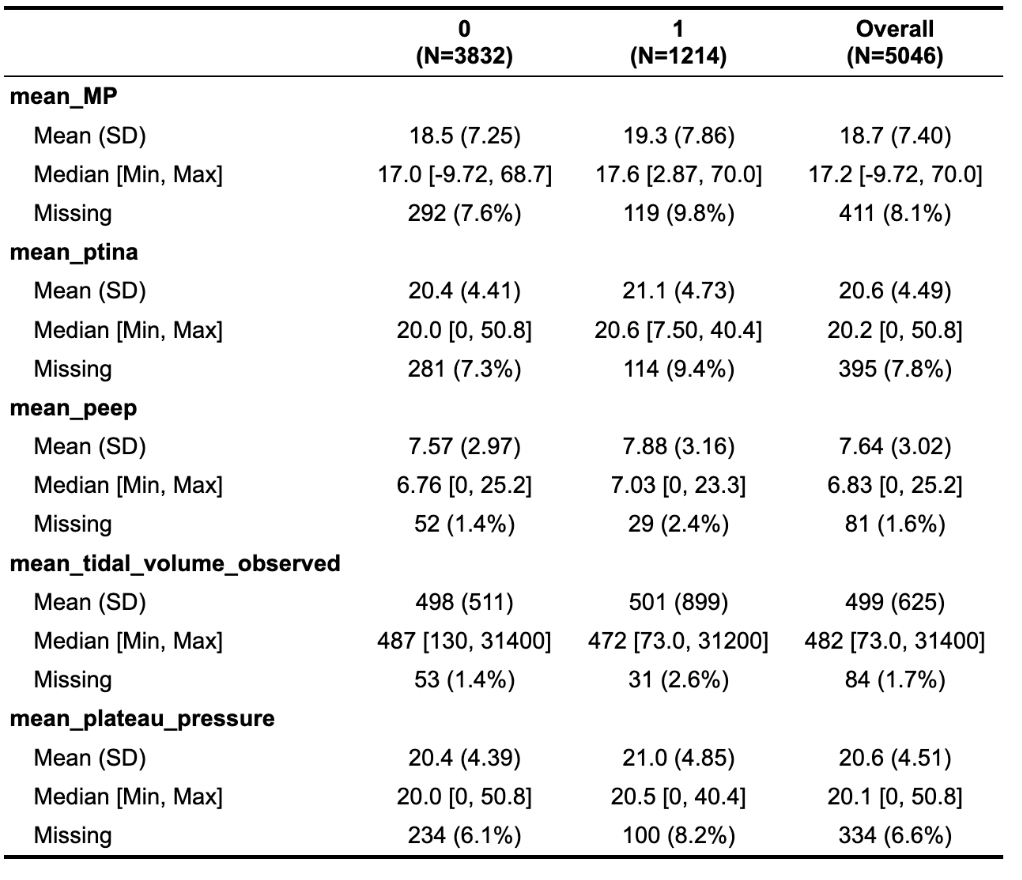 0 1 Overall
(N=3832) (N=1214) (N=5046)
mean_MP
Mean (SD) 18.5 (7.25) 19.3 (7.86) 18.7 (7.40)
Median [Min, Max] 17.0 [-9.72, 68.7] 17.6 [2.87, 70.0] 17.2 [-9.72, 70.0]
Missing 292 (7.6%) 119 (9.8%) 411 (8.1%)
mean_ptina
Mean (SD) 20.4 (4.41) 21.1 (4.73) 20.6 (4.49)
Median [Min, Max] 20.0 [0, 50.8] 20.6 [7.50, 40.4] 20.2 [0, 50.8]
Missing 281 (7.3%) 114 (9.4%) 395 (7.8%)
mean_peep
Mean (SD) 7.57 (2.97) 7.88 (3.16) 7.64 (3.02)
Median [Min, Max] 6.76 [0, 25.2] 7.03 [0, 23.3] 6.83 [0, 25.2]
Missing 52 (1.4%) 29 (2.4%) 81 (1.6%)
mean_tidal_volume_observed
Mean (SD) 498 (511) 501 (899) 499 (625)
Median [Min, Max] 487 [130, 31400] 472 [73.0, 31200] 482 [73.0, 31400]
Missing 53 (1.4%) 31 (2.6%) 84 (1.7%)
mean_plateau_pressure
Mean (SD) 20.4 (4.39) 21.0 (4.85) 20.6 (4.51)
Median [Min, Max] 20.0 [0, 50.8] 20.5 [0, 40.4] 20.1 [0, 50.8]
Missing 234 (6.1%) 100 (8.2%) 334 (6.6%)